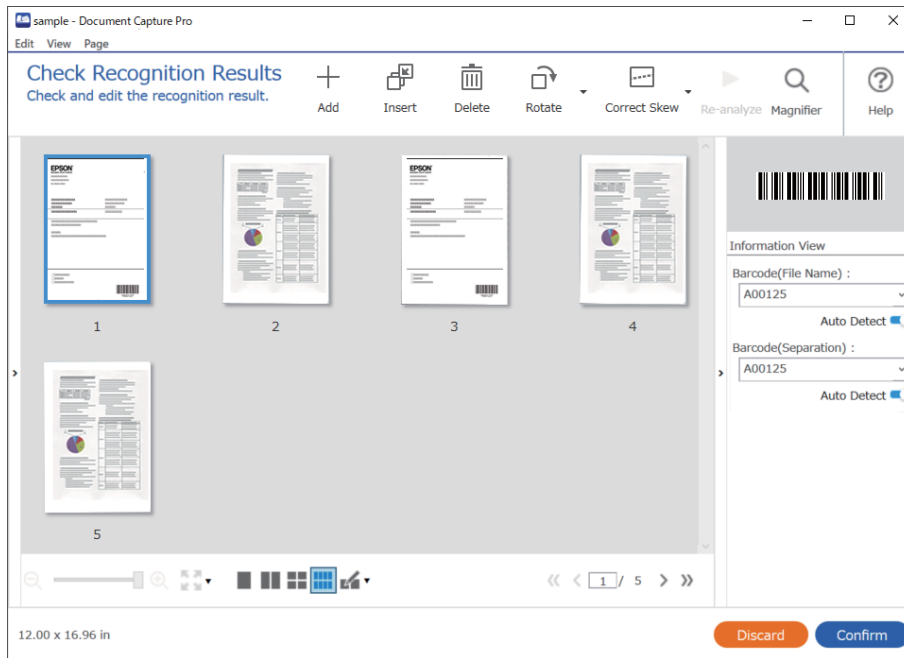 sample - Document Capture Pro
Edit View Page
Check Recognition Results
Check and edit the recognition result.
Add
Insert
Delete
Rotate
Correct Skew
Re-analyze
Magnifier
Help
EPSON
EPSON
1
2
3
4
5
Information View
Barcode(File Name) :
A00125
Auto Detect
Barcode(Separation) :
A00125
Auto Detect
1 / 5
12.00 x 16.96 in
Discard
Confirm